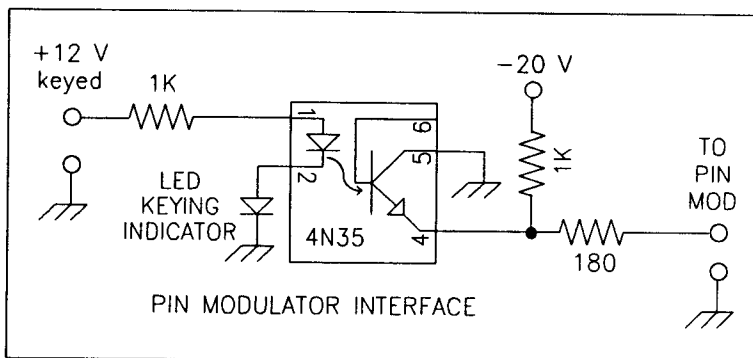 +12 V
keyed
1K
1
2
6
5
4
4N35
LED
KEYING
INDICATOR
-20 V
1K
180
TO
PIN
MOD
PIN MODULATOR INTERFACE